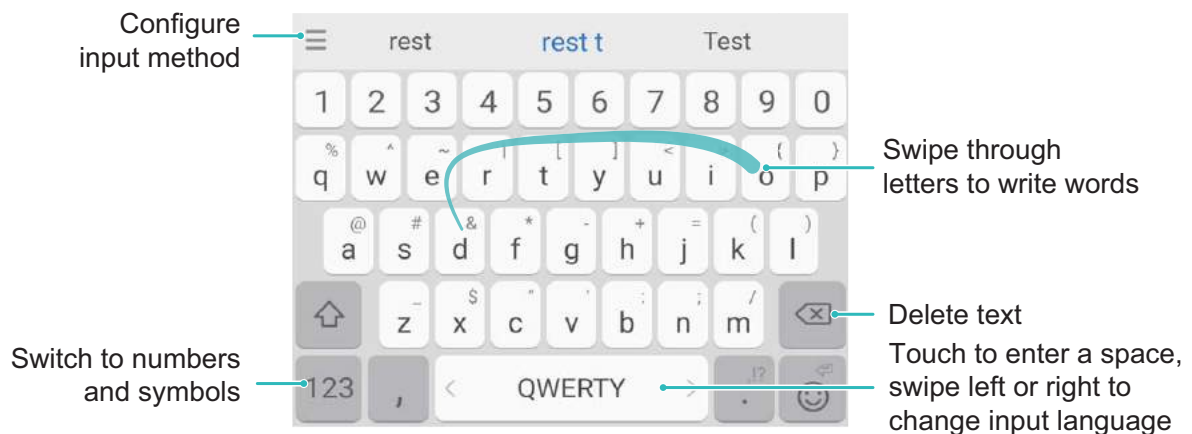 Configure
input method
rest rest t Test
1 2 3 4 5 6 7 8 9 0
% ^ ~ | [ ] < { }
q w e r t y u i o p
Swipe through
letters to write words
@ # & * - + = ( )
a s d f g h j k l
_ $ " ' : ; /
z x c v b n m
Delete text
Switch to numbers
and symbols
123 , < QWERTY > .
,!?
Touch to enter a space,
swipe left or right to
change input language